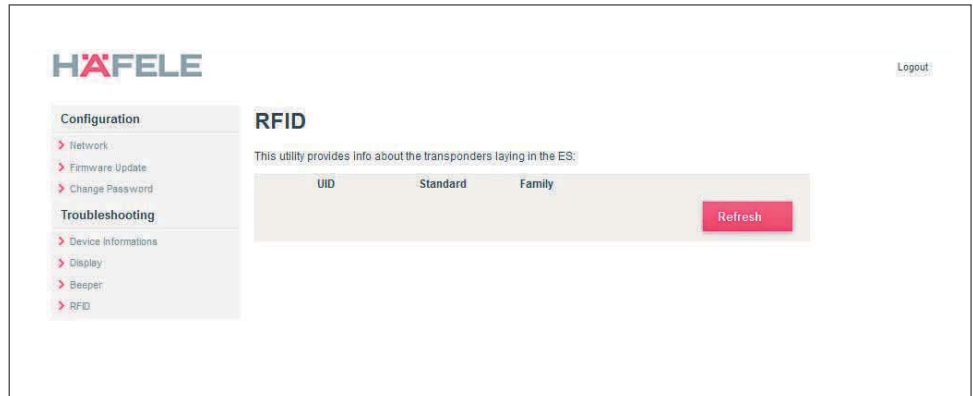 HÄFELE
Logout
Configuration
Network
Firmware Update
Change Password
Troubleshooting
Device Informations
Display
Beeper
RFID
RFID
This utility provides info about the transponders laying in the ES:
UID Standard Family
Refresh